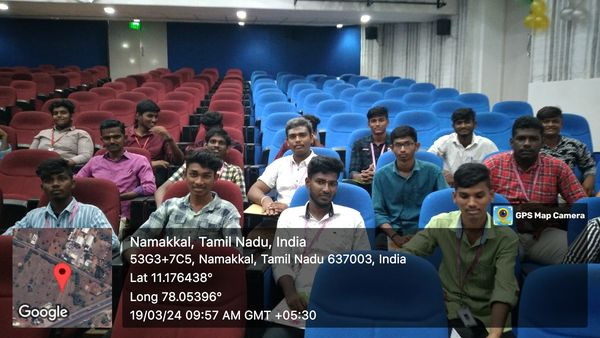 GPS Map Camera
Namakkal, Tamil Nadu, India
53G3+7C5, Namakkal, Tamil Nadu 637003, India
Lat 11.176438°
Long 78.05396°
19/03/24 09:57 AM GMT +05:30
Google